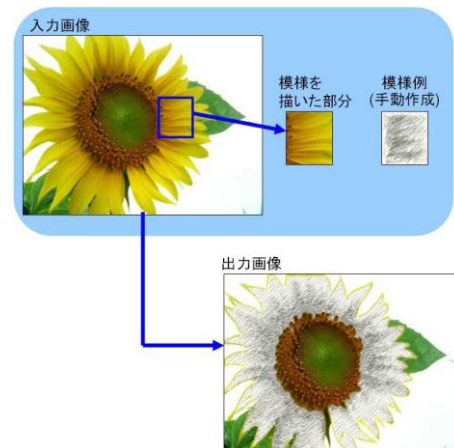 入力画像
模様を
描いた部分
模様例
(手動作成)
出力画像